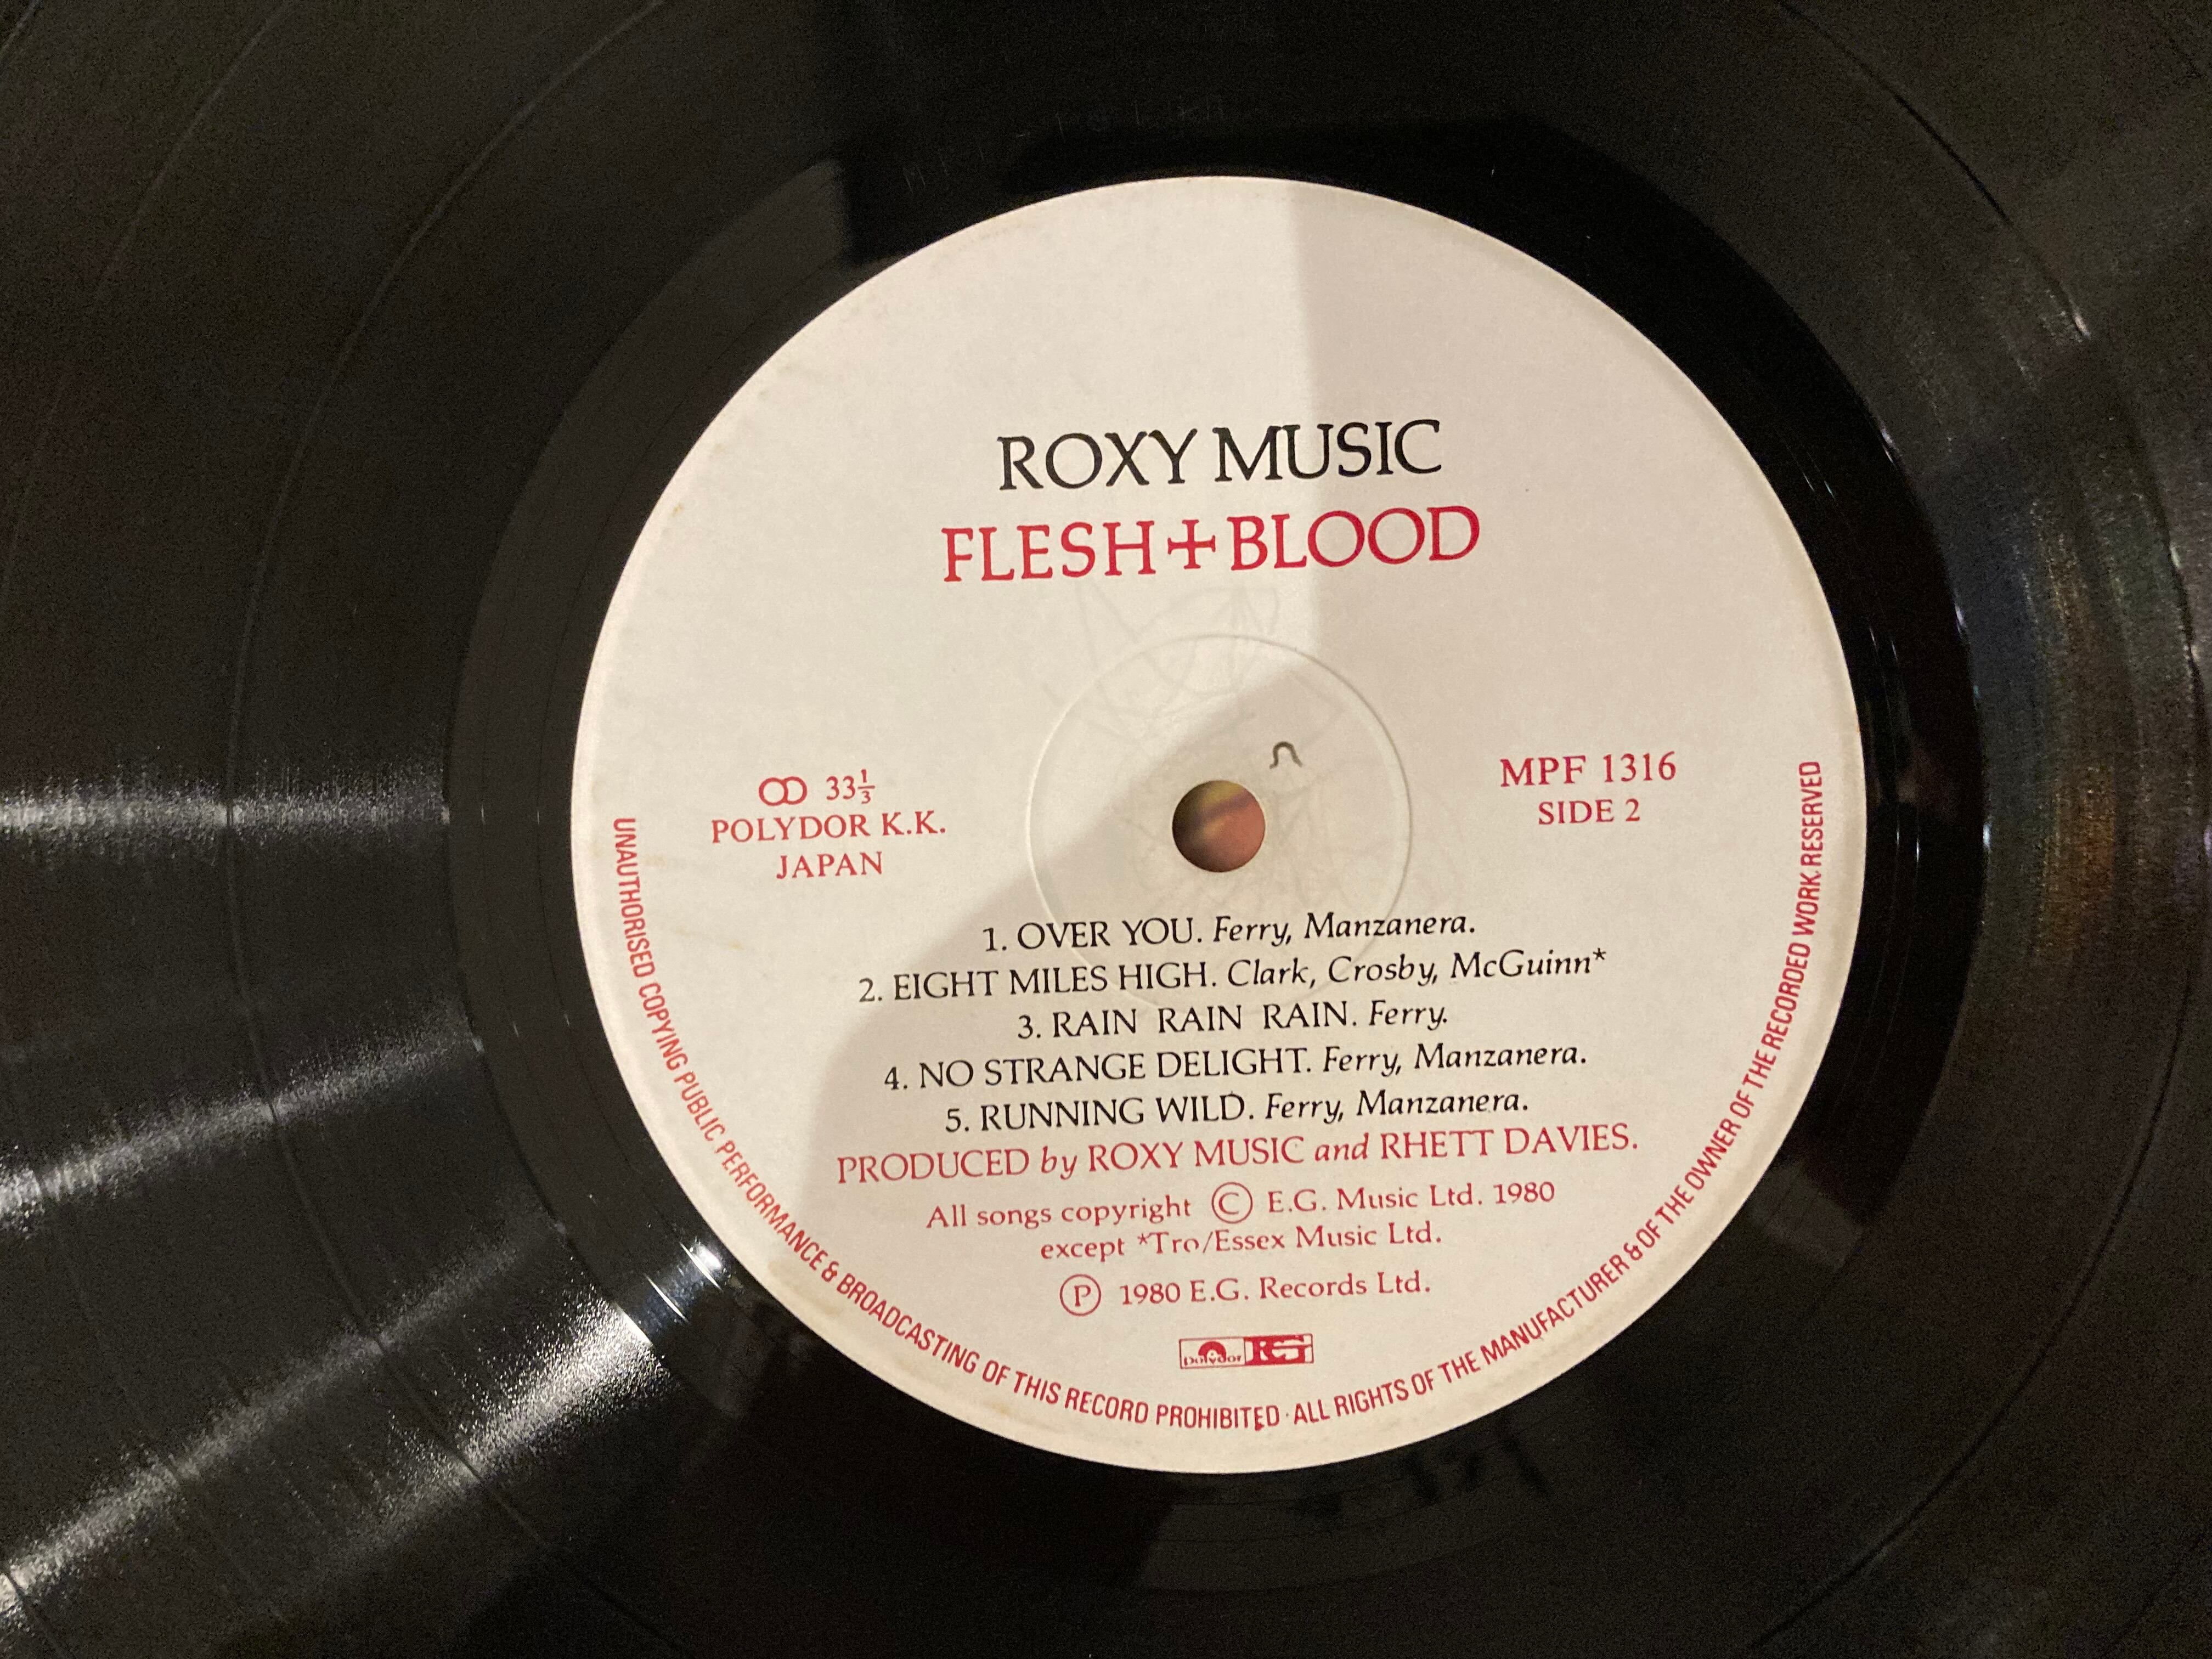 ROXY MUSIC
FLESH+BLOOD
33⅓
POLYDOR K.K.
JAPAN
MPF 1316
SIDE 2
1. OVER YOU. Ferry, Manzanera.
2. EIGHT MILES HIGH. Clark, Crosby, McGuinn*
3. RAIN RAIN RAIN. Ferry.
4. NO STRANGE DELIGHT. Ferry, Manzanera.
5. RUNNING WILD. Ferry, Manzanera.
PRODUCED by ROXY MUSIC and RHETT DAVIES.
All songs copyright Ⓒ E.G. Music Ltd. 1980
except *Tro/Essex Music Ltd.
Ⓟ 1980 E.G. Records Ltd.
polydor EG
UNAUTHORISED COPYING PUBLIC PERFORMANCE & BROADCASTING OF THIS RECORD PROHIBITED · ALL RIGHTS OF THE MANUFACTURER & OF THE OWNER OF THE RECORDED WORK RESERVED